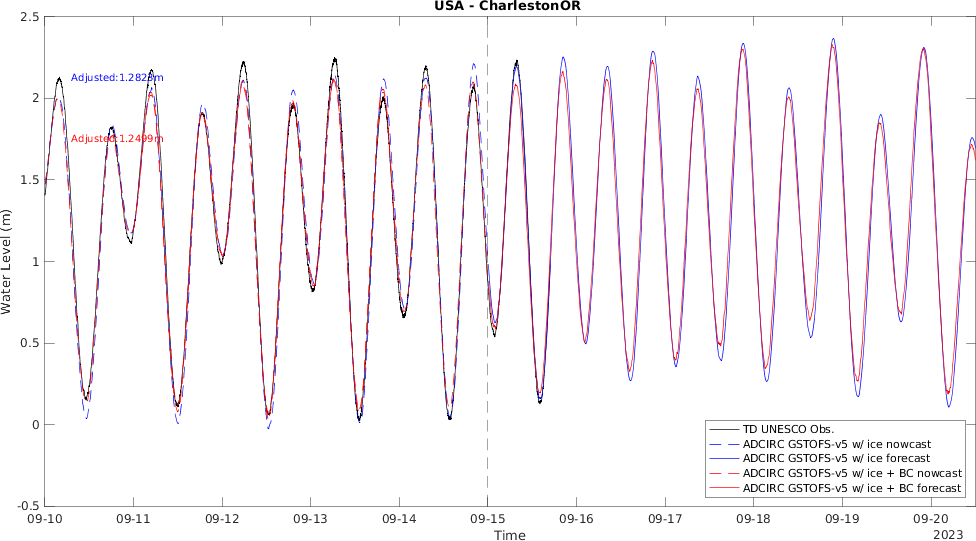 USA - CharlestonOR
2.5
2
1.5
1
0.5
0
-0.5
Water Level (m)
Adjusted:1.2823m
Adjusted:1.2499m
TD UNESCO Obs.
ADCIRC GSTOFS-v5 w/ ice nowcast
ADCIRC GSTOFS-v5 w/ ice forecast
ADCIRC GSTOFS-v5 w/ ice + BC nowcast
ADCIRC GSTOFS-v5 w/ ice + BC forecast
09-10 09-11 09-12 09-13 09-14 09-15 09-16 09-17 09-18 09-19 09-20
Time
2023